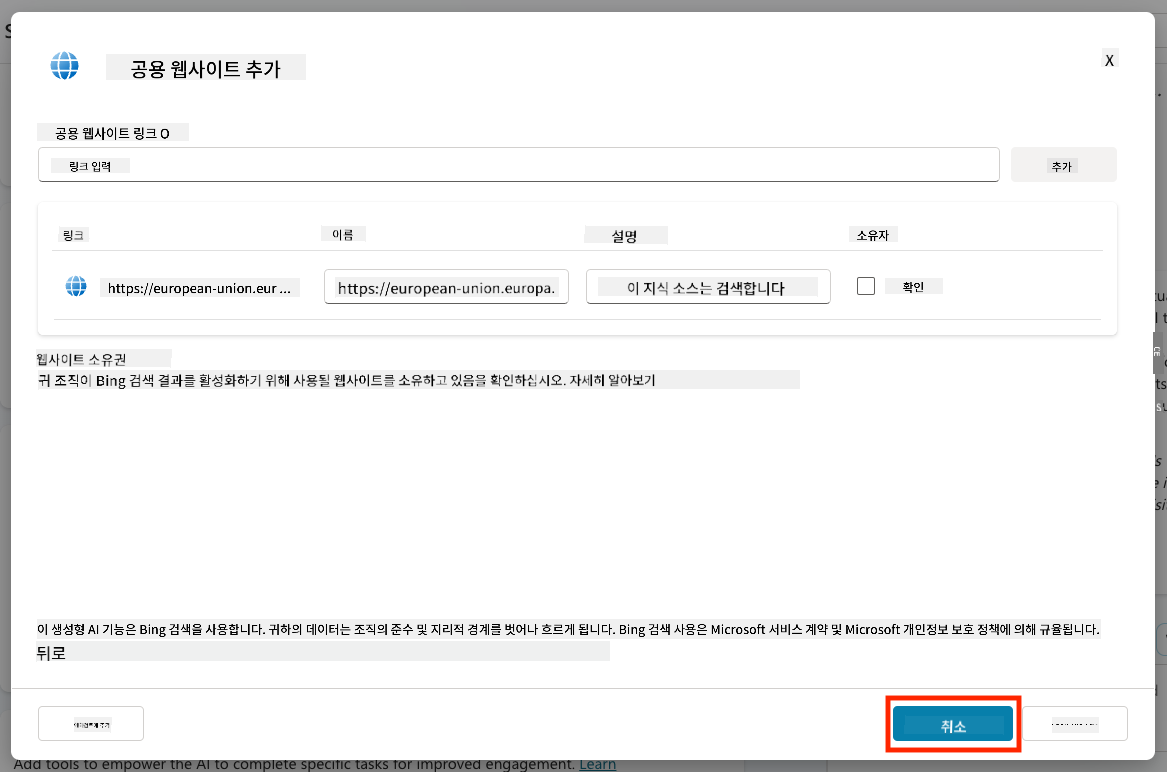 공용 웹사이트 추가
X
공용 웹사이트 링크 O
링크 입력
추가
링크
이름
설명
소유자
https://european-union.eur ...
https://european-union.europa.
이 지식 소스는 검색합니다
확인
웹사이트 소유권
귀 조직이 Bing 검색 결과를 활성화하기 위해 사용될 웹사이트를 소유하고 있음을 확인하십시오. 자세히 알아보기
이 생성형 AI 기능은 Bing 검색을 사용합니다. 귀하의 데이터는 조직의 준수 및 지리적 경계를 벗어나 흐르게 됩니다. Bing 검색 사용은 Microsoft 서비스 계약 및 Microsoft 개인정보 보호 정책에 의해 규율됩니다.
뒤로
에이전트에 추가
취소
Add tools to empower the AI to complete specific tasks for improved engagement. Learn